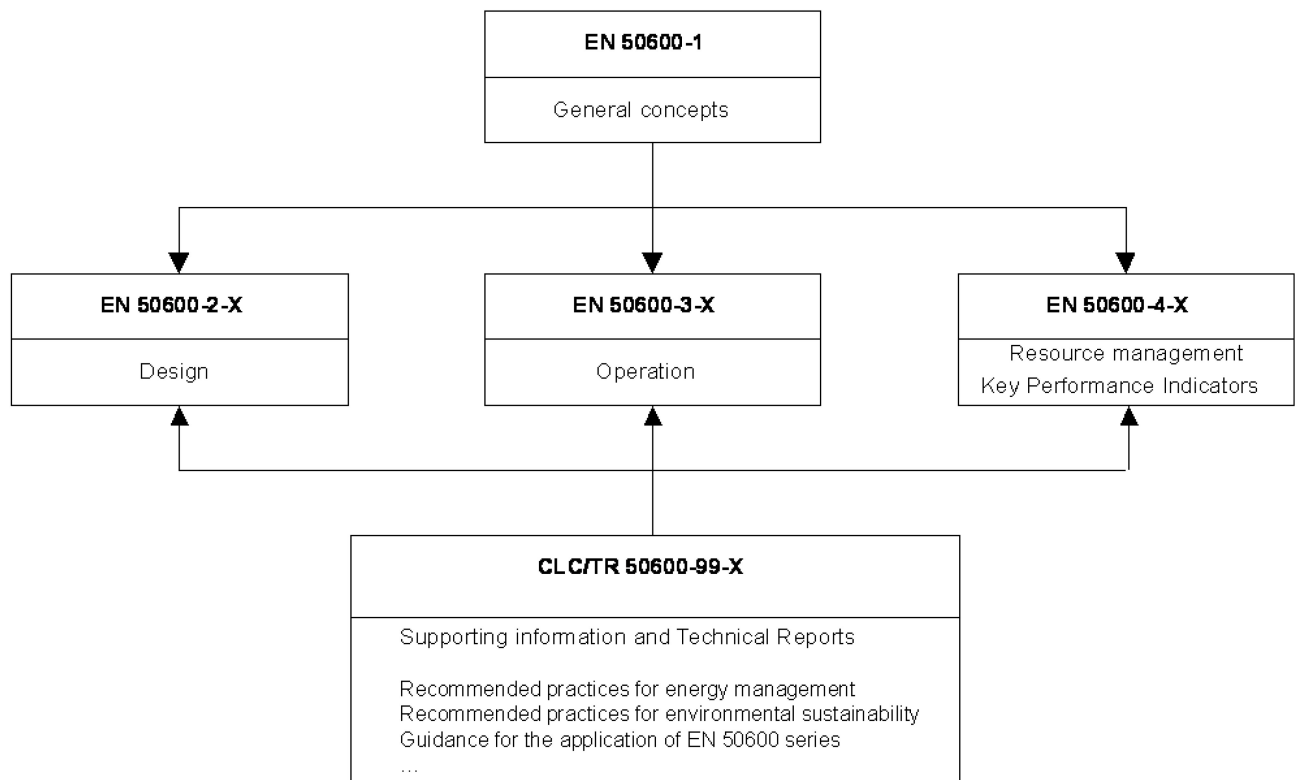 EN 50600-1
General concepts
EN 50600-2-X
Design
EN 50600-3-X
Operation
EN 50600-4-X
Resource management
Key Performance Indicators
CLC/TR 50600-99-X
Supporting information and Technical Reports
Recommended practices for energy management
Recommended practices for environmental sustainability
Guidance for the application of EN 50600 series
...